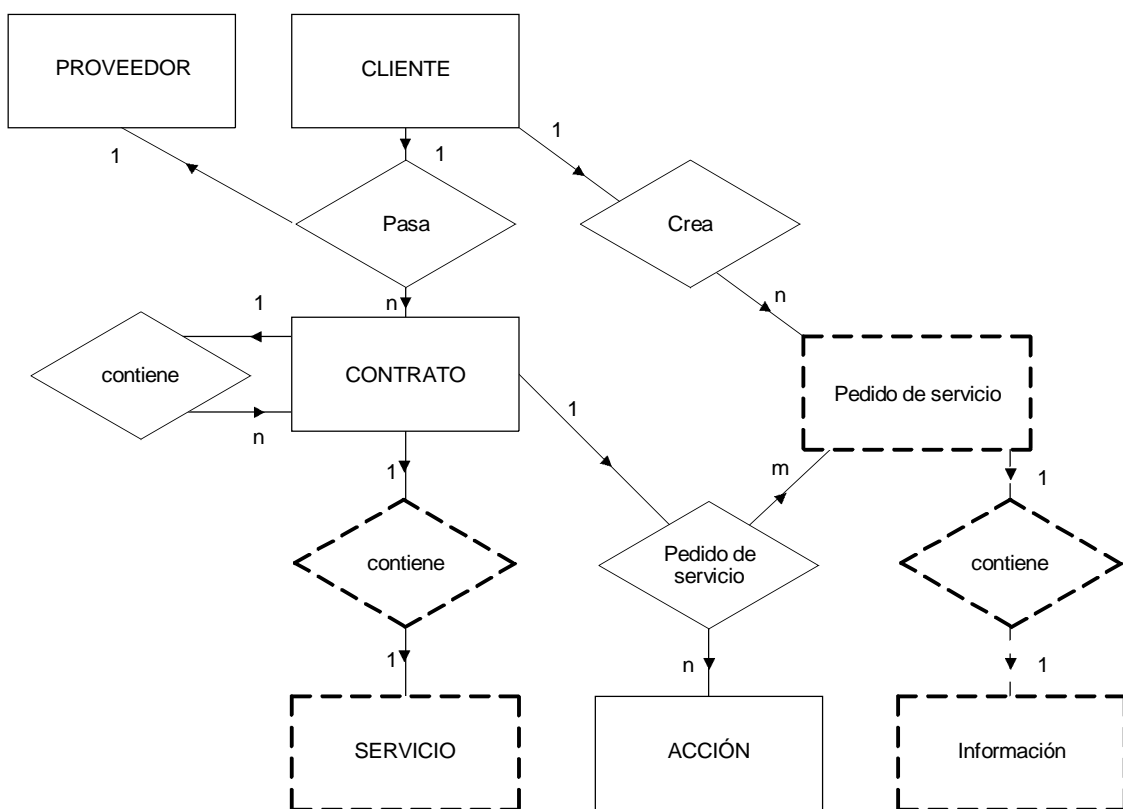 PROVEEDOR
CLIENTE
1
1
1
Pasa
Crea
n
n
1
contiene
CONTRATO
Pedido de servicio
1
n
m
1
1
contiene
Pedido de
servicio
contiene
1
n
1
SERVICIO
ACCIÓN
Información